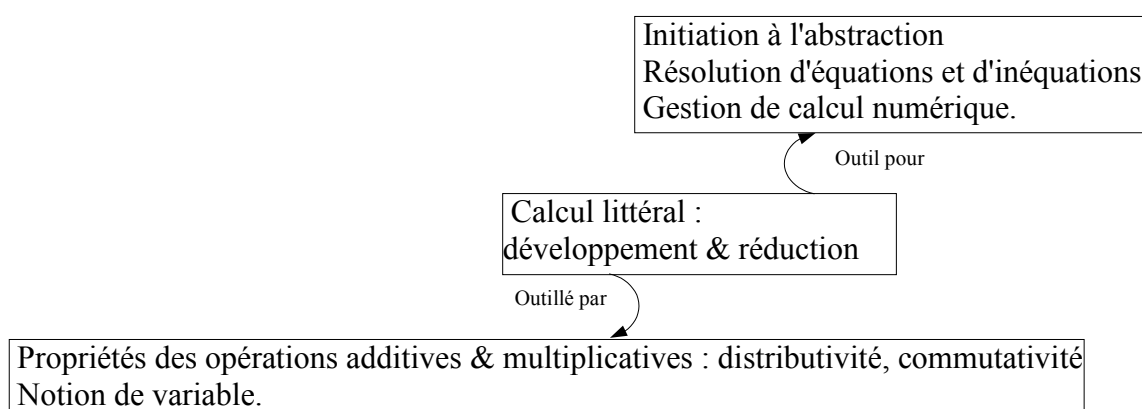 Initiation à l'abstraction
Résolution d'équations et d'inéquations
Gestion de calcul numérique.
Outil pour
Calcul littéral :
développement & réduction
Outillé par
Propriétés des opérations additives & multiplicatives : distributivité, commutativité
Notion de variable.